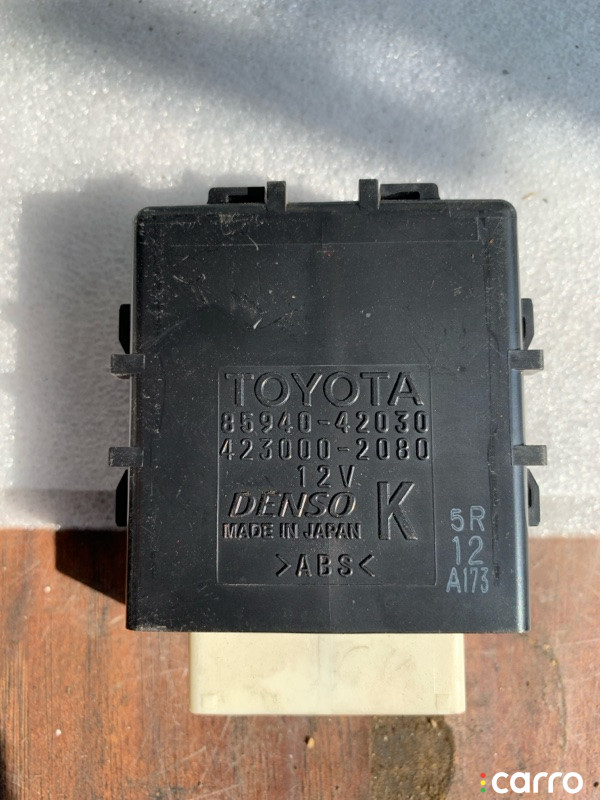 TOYOTA
85940-42030
423000-2080
12V
DENSO
MADE IN JAPAN
K
>ABS<
5R
12
A173
carro